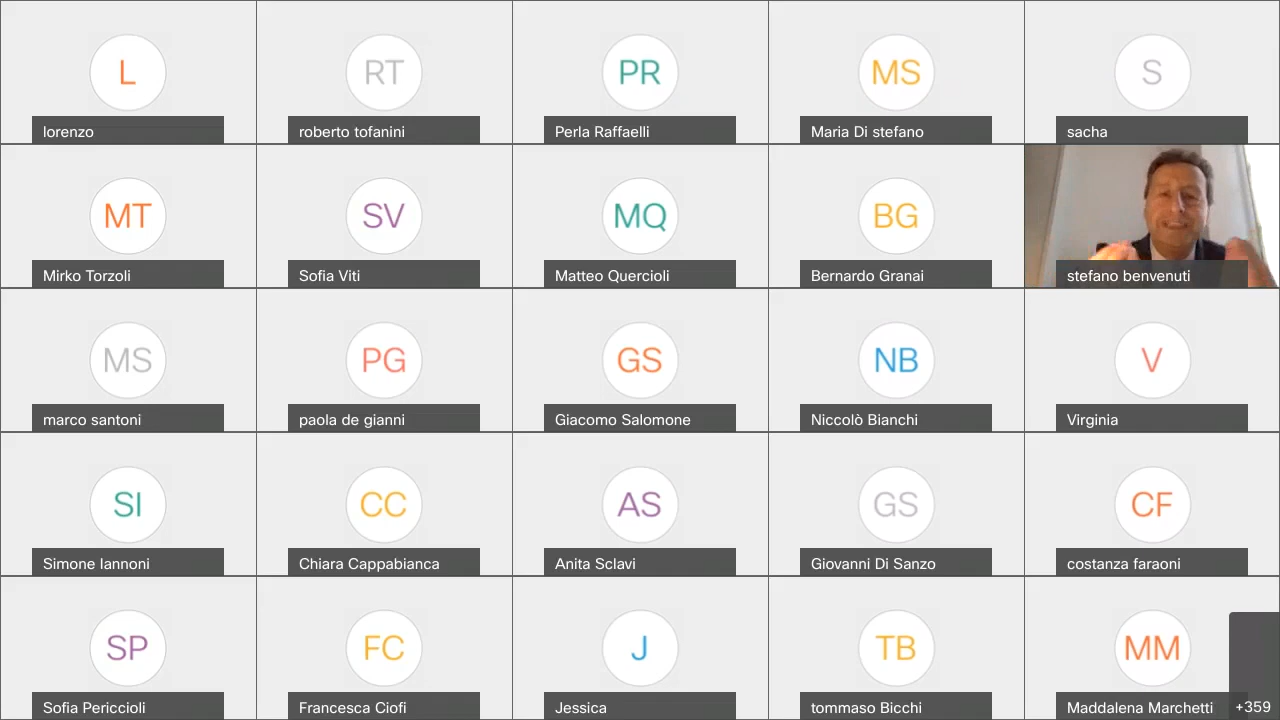 L
lorenzo
RT
roberto tofanini
PR
Perla Raffaelli
MS
Maria Di stefano
S
sacha
MT
Mirko Torzoli
SV
Sofia Viti
MQ
Matteo Quercioli
BG
Bernardo Granai
stefano benvenuti
MS
marco santoni
PG
paola de gianni
GS
Giacomo Salomone
NB
Niccolò Bianchi
V
Virginia
SI
Simone Iannoni
CC
Chiara Cappabianca
AS
Anita Sclavi
GS
Giovanni Di Sanzo
CF
costanza faraoni
SP
Sofia Periccioli
FC
Francesca Ciofi
J
Jessica
TB
tommaso Bicchi
MM
Maddalena Marchetti
+359